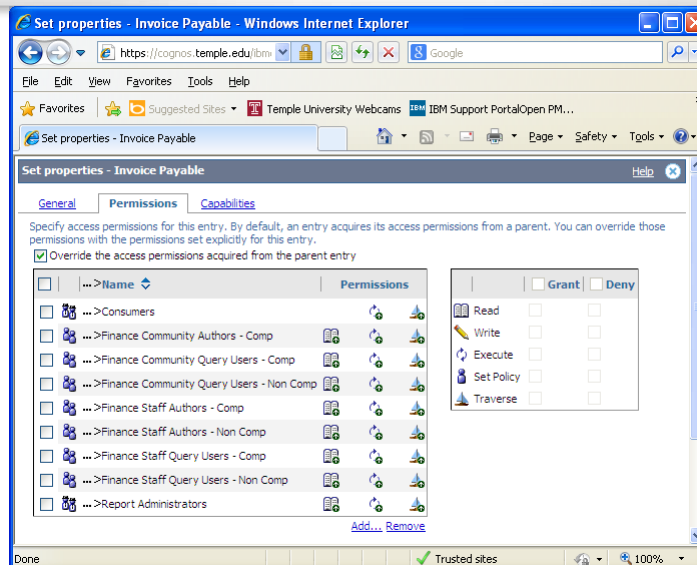 Set properties - Invoice Payable - Windows Internet Explorer
https://cognos.temple.edu/ibm
Google
File Edit View Favorites Tools Help
Favorites Suggested Sites Temple University Webcams IBM Support PortalOpen PM...
Set properties - Invoice Payable Page Safety Tools
Set properties - Invoice Payable Help
General Permissions Capabilities
Specify access permissions for this entry. By default, an entry acquires its access permissions from a parent. You can override those
permissions with the permissions set explicitly for this entry.
Override the access permissions acquired from the parent entry
...>Name Permissions Grant Deny
...>Consumers Read
...>Finance Community Authors - Comp Write
...>Finance Community Query Users - Comp Execute
...>Finance Community Query Users - Non Comp Set Policy
...>Finance Staff Authors - Comp Traverse
...>Finance Staff Authors - Non Comp
...>Finance Staff Query Users - Comp
...>Finance Staff Query Users - Non Comp
...>Report Administrators
Add... Remove
Done Trusted sites 100%